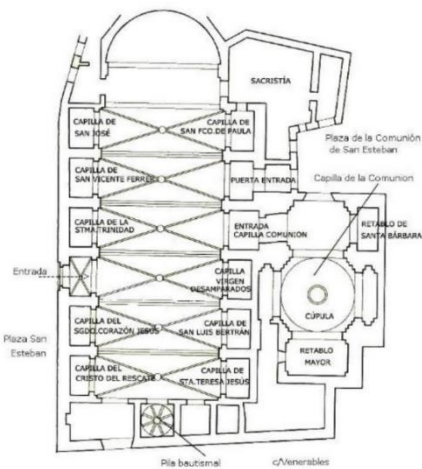 SACRISTÍA
CAPILLA DE
SAN JOSÉ
CAPILLA DE
SAN FCO.DE PAULA
Plaza de la Comunión
de San Esteban
CAPILLA DE
SAN VICENTE FERRER
PUERTA ENTRADA
Capilla de la Comunion
CAPILLA DE LA
STMA.TRINIDAD
ENTRADA
CAPILLA COMUNIÓN
RETABLO DE
SANTA BÁRBARA
Entrada
CAPILLA
VIRGEN
DESAMPARADOS
CÚPULA
Plaza San
Esteban
CAPILLA DEL
SGDO.CORAZÓN JESÚS
CAPILLA DE
SAN LUIS BERTRÁN
RETABLO
MAYOR
CAPILLA DEL
CRISTO DEL RESCATE
CAPILLA DE
STA.TERESA JESÚS
Pila bautismal
c/Venerables